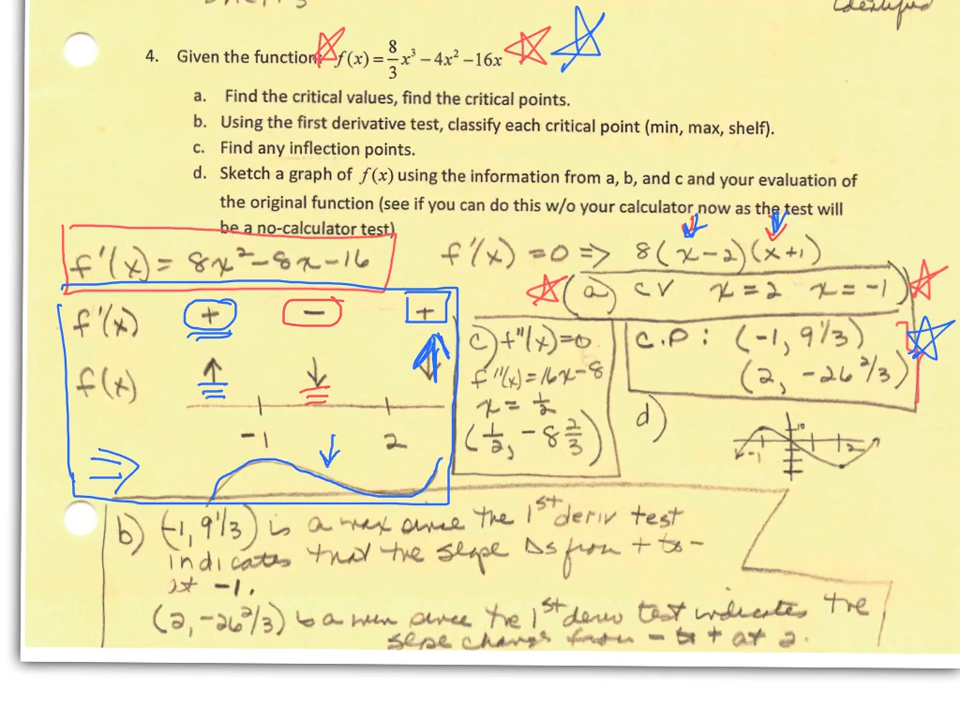 Identified
4. Given the function: f(x) = 8/3 x³ – 4x² –16x
a. Find the critical values, find the critical points.
b. Using the first derivative test, classify each critical point (min, max, shelf).
c. Find any inflection points.
d. Sketch a graph of f(x) using the information from a, b, and c and your evaluation of
the original function (see if you can do this w/o your calculator now as the test will
be a no-calculator test)
f'(x) = 8x²-8x-16
f'(x) = 0 => 8(x-2)(x+1)
(a) CV x=2 x=-1)
f'(x) + - +
f(x)
-1 2
c) f"(x)=0
f"(x)=16x-8
x = 1/2
(1/2, -8 2/3)
C.P: (-1, 9 1/3)
(2, -26 2/3)
d)
-1 2
b) (-1, 9 1/3) is a max since the 1st deriv test
indicates that the slope Δs from + to -
at -1.
(2, -26 2/3) is a min since the 1st deriv test indicates the
slope changes from - to + at 2.